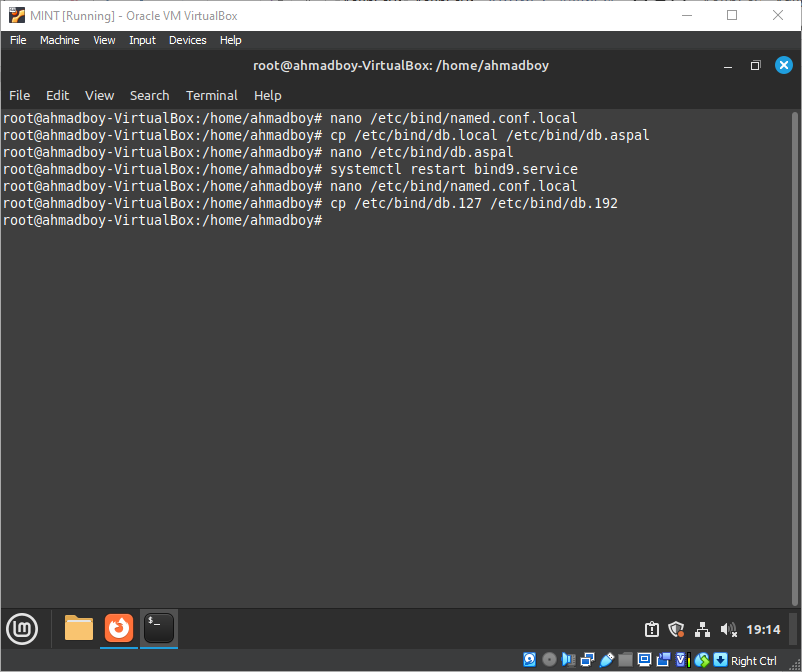 MINT [Running] - Oracle VM VirtualBox
File Machine View Input Devices Help
root@ahmadboy-VirtualBox: /home/ahmadboy
File Edit View Search Terminal Help
root@ahmadboy-VirtualBox:/home/ahmadboy# nano /etc/bind/named.conf.local
root@ahmadboy-VirtualBox:/home/ahmadboy# cp /etc/bind/db.local /etc/bind/db.aspal
root@ahmadboy-VirtualBox:/home/ahmadboy# nano /etc/bind/db.aspal
root@ahmadboy-VirtualBox:/home/ahmadboy# systemctl restart bind9.service
root@ahmadboy-VirtualBox:/home/ahmadboy# nano /etc/bind/named.conf.local
root@ahmadboy-VirtualBox:/home/ahmadboy# cp /etc/bind/db.127 /etc/bind/db.192
root@ahmadboy-VirtualBox:/home/ahmadboy#
19:14
Right Ctrl